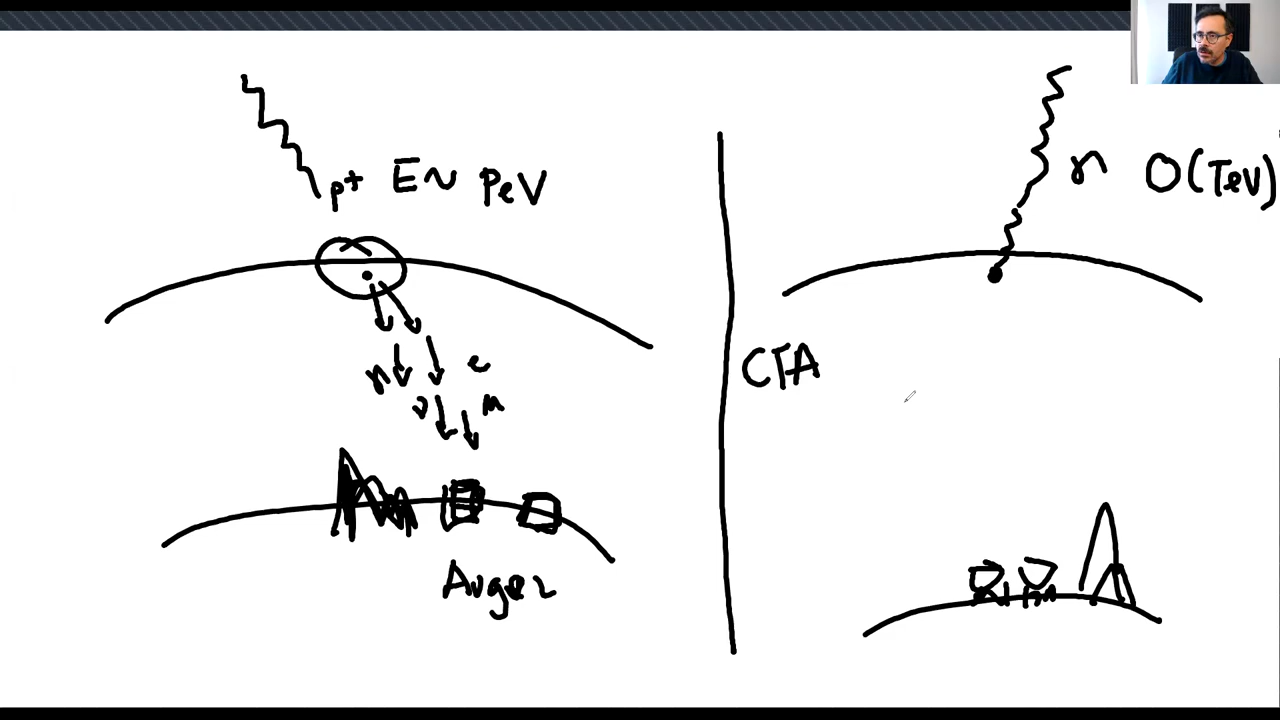 p+ E~ PeV
γ O(TeV)
γ e
ν μ
CTA
Auger